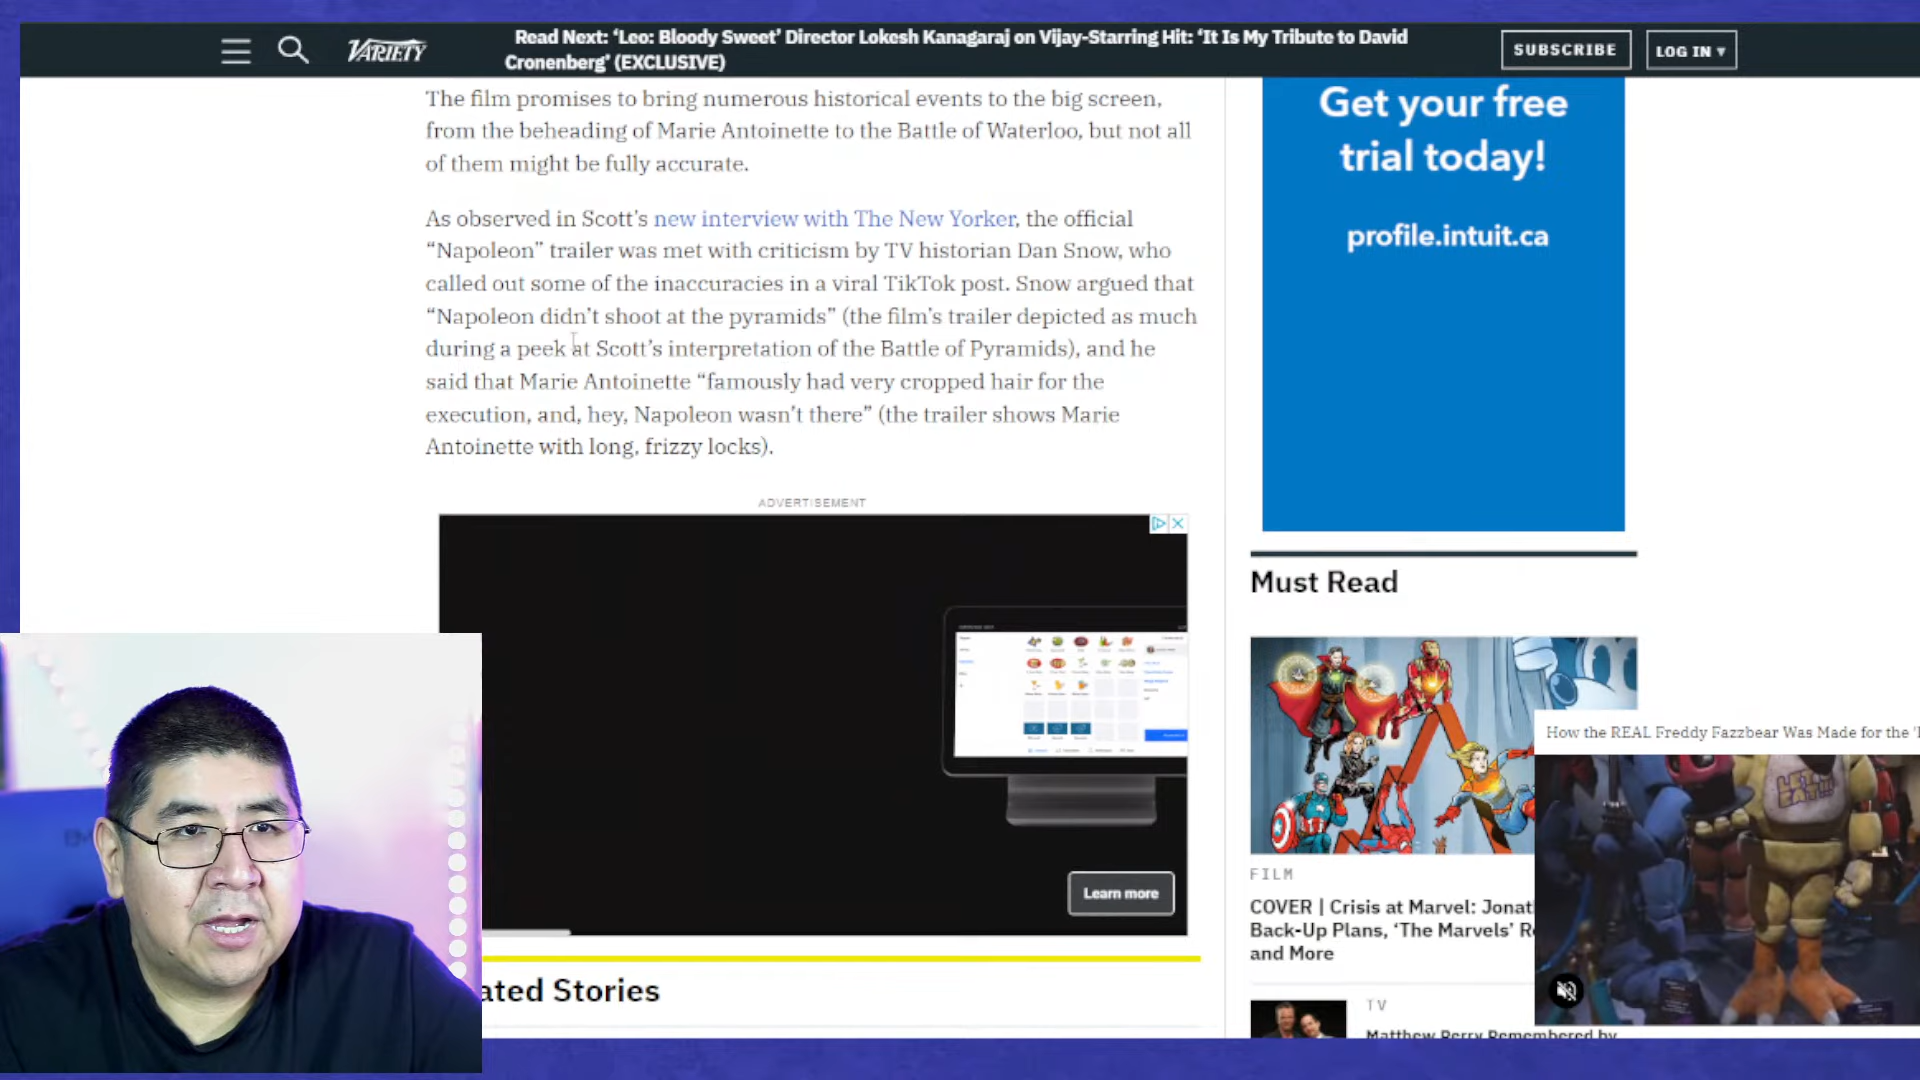 VARIETY
Read Next: ‘Leo: Bloody Sweet’ Director Lokesh Kanagaraj on Vijay-Starring Hit: ‘It Is My Tribute to David
Cronenberg’ (EXCLUSIVE)
SUBSCRIBE
LOG IN ▾
The film promises to bring numerous historical events to the big screen,
from the beheading of Marie Antoinette to the Battle of Waterloo, but not all
of them might be fully accurate.
As observed in Scott’s new interview with The New Yorker, the official
“Napoleon” trailer was met with criticism by TV historian Dan Snow, who
called out some of the inaccuracies in a viral TikTok post. Snow argued that
“Napoleon didn’t shoot at the pyramids” (the film’s trailer depicted as much
during a peek at Scott’s interpretation of the Battle of Pyramids), and he
said that Marie Antoinette “famously had very cropped hair for the
execution, and, hey, Napoleon wasn’t there” (the trailer shows Marie
Antoinette with long, frizzy locks).
ADVERTISEMENT
Learn more
ated Stories
Get your free
trial today!
profile.intuit.ca
Must Read
FILM
COVER | Crisis at Marvel: Jonat
Back-Up Plans, ‘The Marvels’ R
and More
TV
Matthew Perry Remembered by
How the REAL Freddy Fazzbear Was Made for the
LET'S
EAT!!!